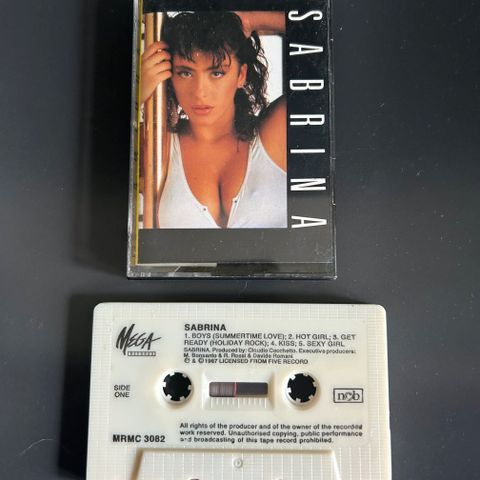 SABRINA
MEGA
RECORDS
SABRINA
1. BOYS (SUMMERTIME LOVE); 2. HOT GIRL; 3. GET
READY (HOLIDAY ROCK); 4. KISS; 5. SEXY GIRL
SABRINA. Produced by: Claudio Cecchetto. Executive producers:
M. Bonsanto & R. Rossi & Davide Romani
℗ & © 1987 LICENSED FROM FIVE RECORD
SIDE
ONE
ncb
MRMC 3082
All rights of the producer and of the owner of the recorded
work reserved. Unauthorised copying, public performance
and broadcasting of this tape record prohibited.